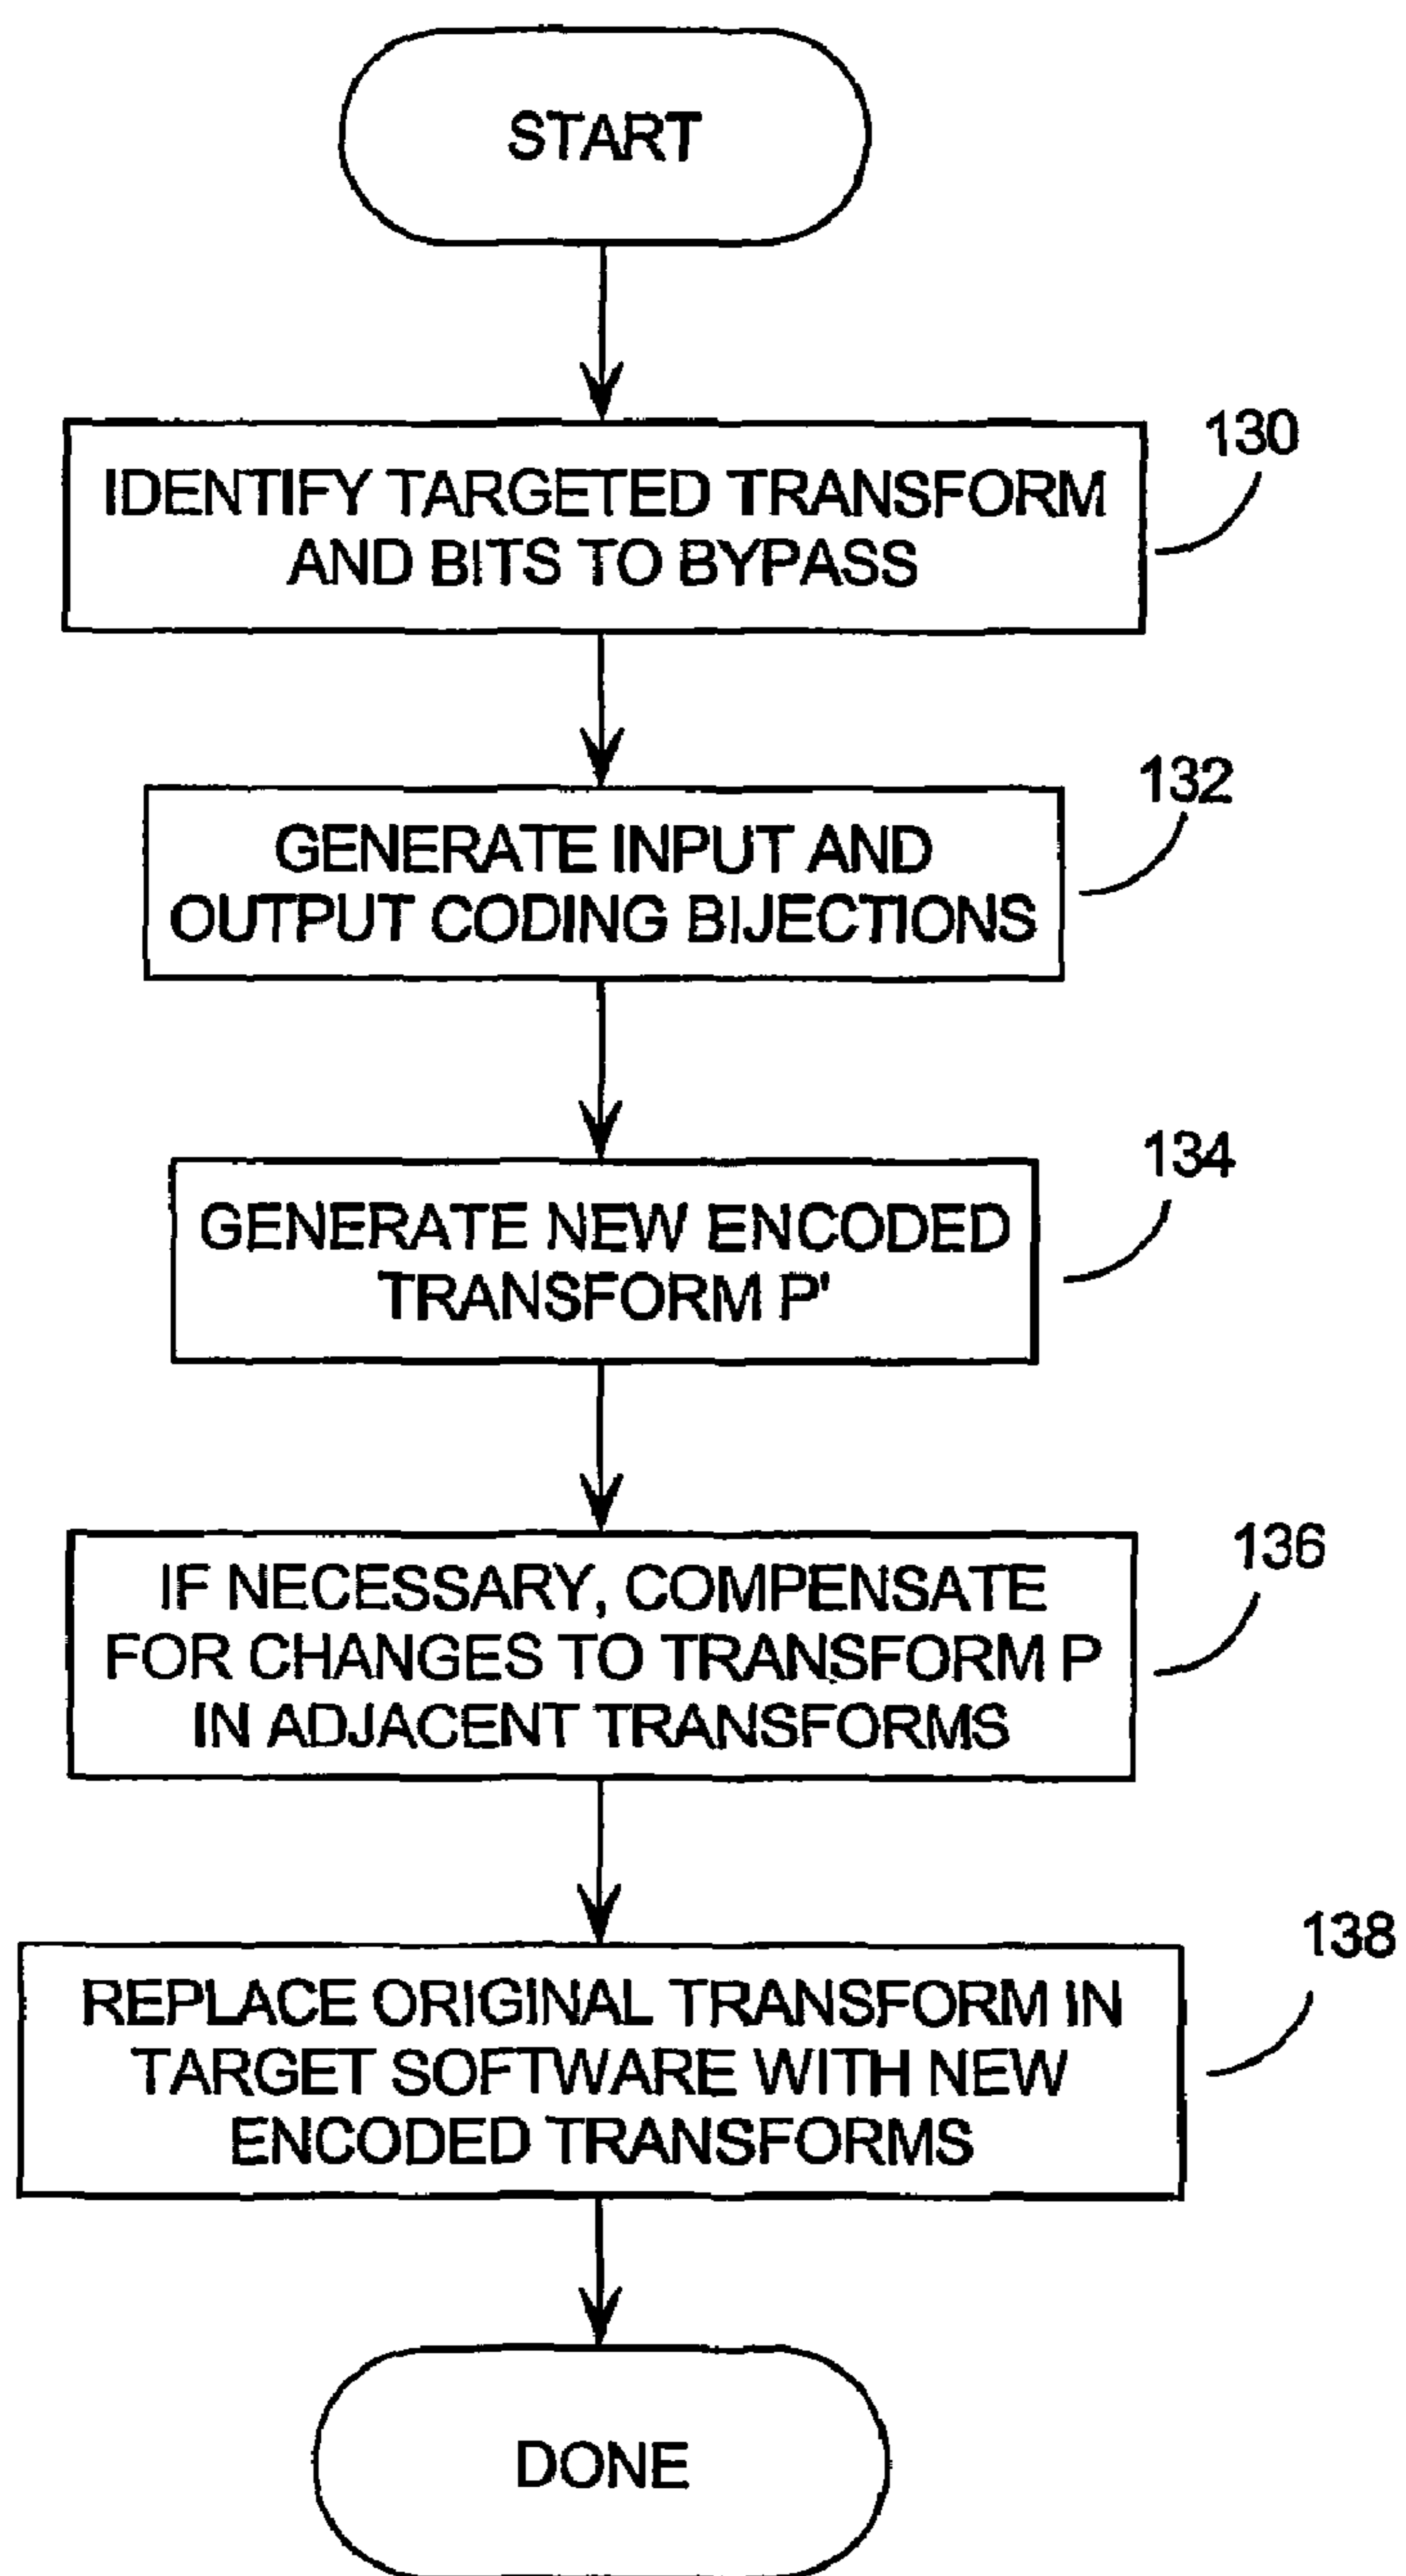 START
130
IDENTIFY TARGETED TRANSFORM
AND BITS TO BYPASS
132
GENERATE INPUT AND
OUTPUT CODING BIJECTIONS
134
GENERATE NEW ENCODED
TRANSFORM P'
136
IF NECESSARY, COMPENSATE
FOR CHANGES TO TRANSFORM P
IN ADJACENT TRANSFORMS
138
REPLACE ORIGINAL TRANSFORM IN
TARGET SOFTWARE WITH NEW
ENCODED TRANSFORMS
DONE